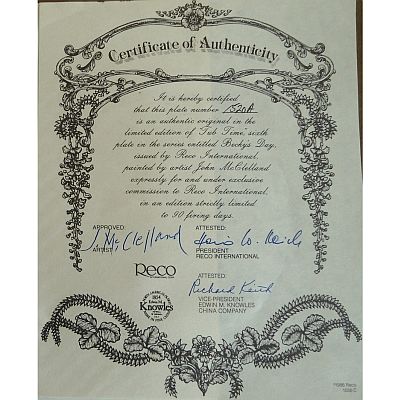 Certificate of Authenticity
It is hereby certified
that this plate number 1520A
is an authentic original in the
limited edition of "Tub Time," sixth
plate in the series entitled Becky's Day,
issued by Reco International,
painted by artist John McClelland
expressly for and under exclusive
commission to Reco International,
in an edition strictly limited
to 90 firing days.
APPROVED: ATTESTED:
J. McClelland
ARTIST PRESIDENT
RECO INTERNATIONAL
Reco
ATTESTED:
Richard
VICE-PRESIDENT
EDWIN M. KNOWLES
CHINA COMPANY
1854
Knowles
Reco